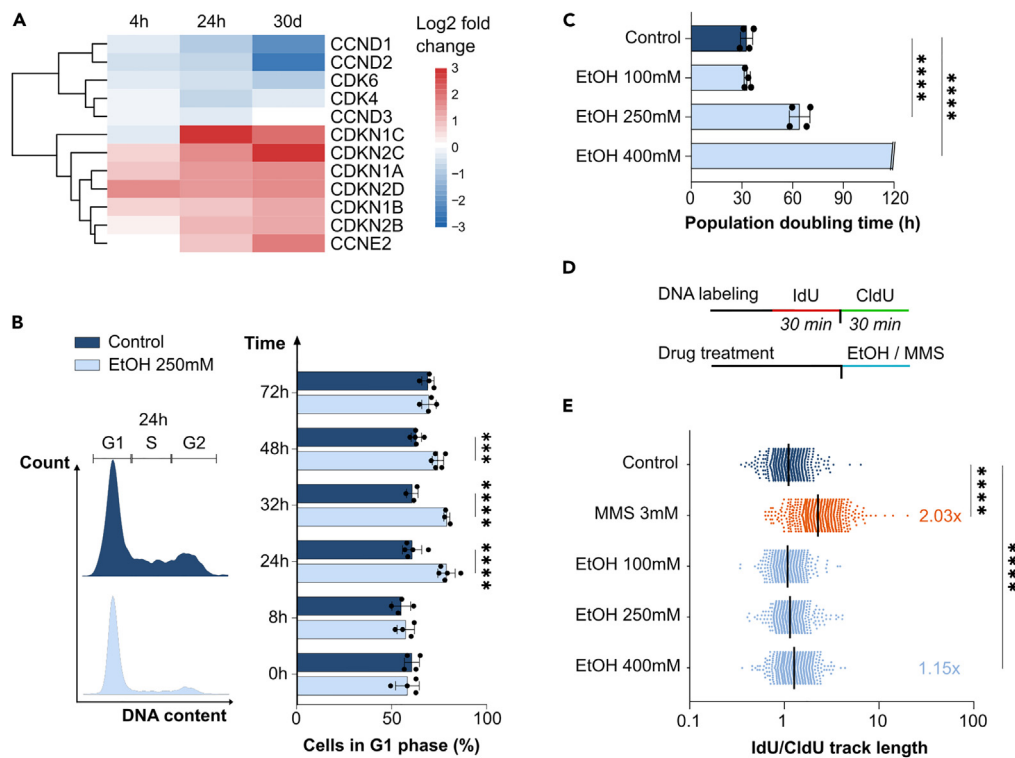 A
4h 24h 30d
Log2 fold
change
CCND1
CCND2
CDK6
CDK4
CCND3
CDKN1C
CDKN2C
CDKN1A
CDKN2D
CDKN1B
CDKN2B
CCNE2
3
2
1
0
−1
−2
−3
B
Control
EtOH 250mM
24h
G1 S G2
Count
DNA content
Time
72h
48h
32h
24h
8h
0h
***
****
****
0 50 100
Cells in G1 phase (%)
C
Control
EtOH 100mM
EtOH 250mM
EtOH 400mM
****
****
0 30 60 90 120
Population doubling time (h)
D
DNA labeling IdU CldU
30 min 30 min
Drug treatment EtOH / MMS
E
Control
MMS 3mM 2.03x
EtOH 100mM
EtOH 250mM
EtOH 400mM 1.15x
****
****
0.1 1 10 100
IdU/CldU track length